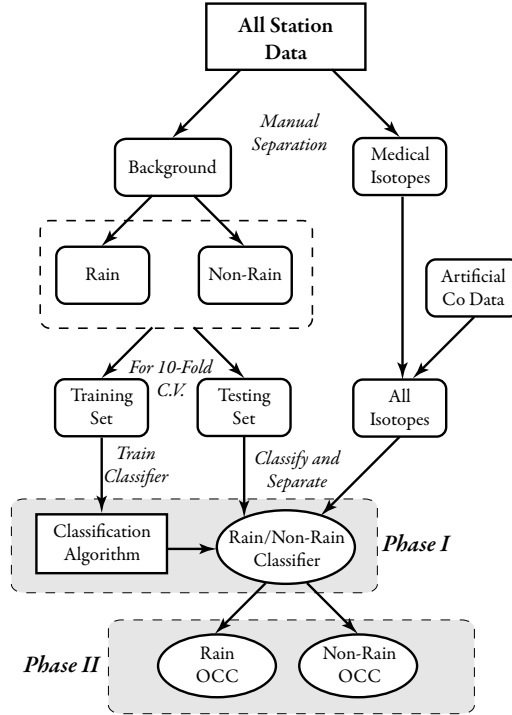 All Station
Data
Manual
Separation
Background
Medical
Isotopes
Rain
Non-Rain
Artificial
Co Data
For 10-Fold
C.V.
Training
Set
Testing
Set
All
Isotopes
Train
Classifier
Classify and
Separate
Classification
Algorithm
Rain/Non-Rain
Classifier
Phase I
Phase II
Rain
OCC
Non-Rain
OCC